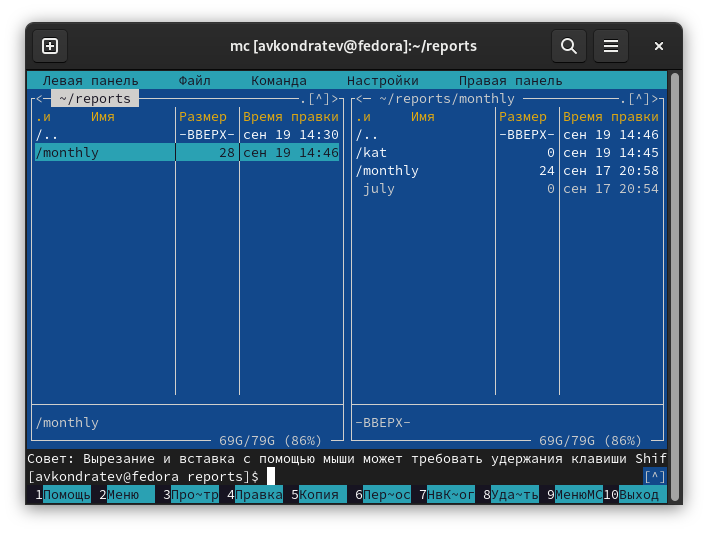 mc [avkondratev@fedora]:~/reports
Левая панель Файл Команда Настройки Правая панель
<─ ~/reports .[^]> <─ ~/reports/monthly .[^]>
.и Имя Размер Время правки .и Имя Размер Время правки
/.. -ВВЕРХ- сен 19 14:30 /.. -ВВЕРХ- сен 19 14:46
/monthly 28 сен 19 14:46 /kat 0 сен 19 14:45
/monthly 24 сен 17 20:58
july 0 сен 17 20:54
/monthly -ВВЕРХ-
69G/79G (86%) 69G/79G (86%)
Совет: Вырезание и вставка с помощью мыши может требовать удержания клавиши Shif
[avkondratev@fedora reports]$ [^]
1Помощь 2Меню 3Про~тр 4Правка 5Копия 6Пер~ос 7НвК~ог 8Уда~ть 9МенюМС 10Выход